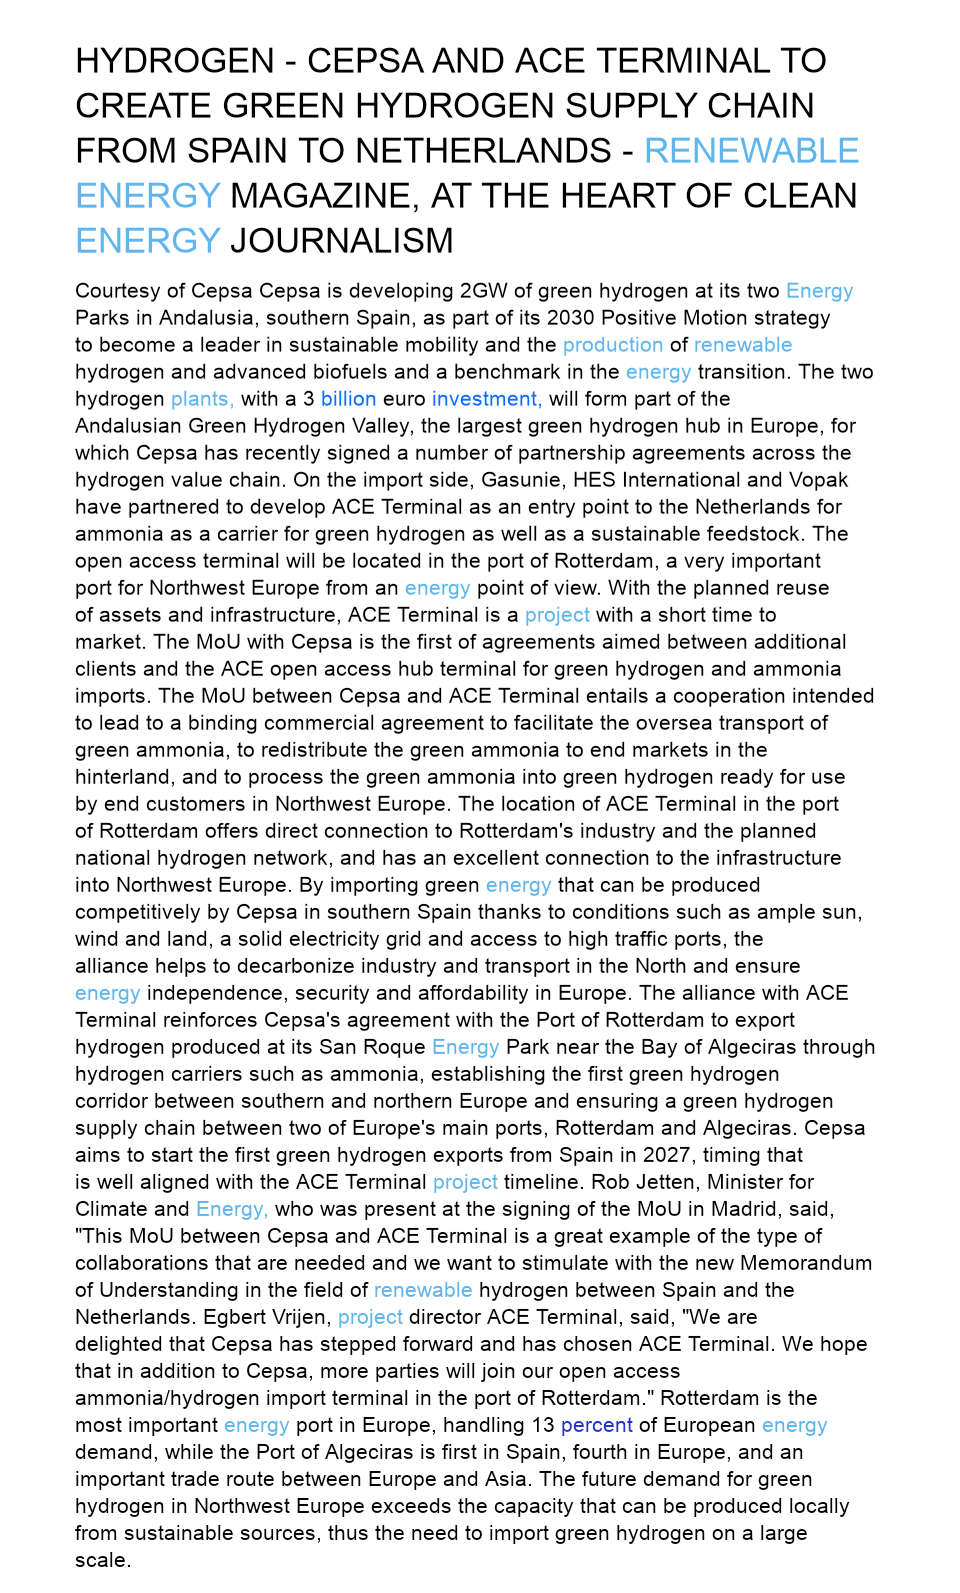 HYDROGEN - CEPSA AND ACE TERMINAL TO
CREATE GREEN HYDROGEN SUPPLY CHAIN
FROM SPAIN TO NETHERLANDS - RENEWABLE
ENERGY MAGAZINE, AT THE HEART OF CLEAN
ENERGY JOURNALISM
Courtesy of Cepsa Cepsa is developing 2GW of green hydrogen at its two Energy
Parks in Andalusia, southern Spain, as part of its 2030 Positive Motion strategy
to become a leader in sustainable mobility and the production of renewable
hydrogen and advanced biofuels and a benchmark in the energy transition. The two
hydrogen plants, with a 3 billion euro investment, will form part of the
Andalusian Green Hydrogen Valley, the largest green hydrogen hub in Europe, for
which Cepsa has recently signed a number of partnership agreements across the
hydrogen value chain. On the import side, Gasunie, HES International and Vopak
have partnered to develop ACE Terminal as an entry point to the Netherlands for
ammonia as a carrier for green hydrogen as well as a sustainable feedstock. The
open access terminal will be located in the port of Rotterdam, a very important
port for Northwest Europe from an energy point of view. With the planned reuse
of assets and infrastructure, ACE Terminal is a project with a short time to
market. The MoU with Cepsa is the first of agreements aimed between additional
clients and the ACE open access hub terminal for green hydrogen and ammonia
imports. The MoU between Cepsa and ACE Terminal entails a cooperation intended
to lead to a binding commercial agreement to facilitate the oversea transport of
green ammonia, to redistribute the green ammonia to end markets in the
hinterland, and to process the green ammonia into green hydrogen ready for use
by end customers in Northwest Europe. The location of ACE Terminal in the port
of Rotterdam offers direct connection to Rotterdam's industry and the planned
national hydrogen network, and has an excellent connection to the infrastructure
into Northwest Europe. By importing green energy that can be produced
competitively by Cepsa in southern Spain thanks to conditions such as ample sun,
wind and land, a solid electricity grid and access to high traffic ports, the
alliance helps to decarbonize industry and transport in the North and ensure
energy independence, security and affordability in Europe. The alliance with ACE
Terminal reinforces Cepsa's agreement with the Port of Rotterdam to export
hydrogen produced at its San Roque Energy Park near the Bay of Algeciras through
hydrogen carriers such as ammonia, establishing the first green hydrogen
corridor between southern and northern Europe and ensuring a green hydrogen
supply chain between two of Europe's main ports, Rotterdam and Algeciras. Cepsa
aims to start the first green hydrogen exports from Spain in 2027, timing that
is well aligned with the ACE Terminal project timeline. Rob Jetten, Minister for
Climate and Energy, who was present at the signing of the MoU in Madrid, said,
"This MoU between Cepsa and ACE Terminal is a great example of the type of
collaborations that are needed and we want to stimulate with the new Memorandum
of Understanding in the field of renewable hydrogen between Spain and the
Netherlands. Egbert Vrijen, project director ACE Terminal, said, "We are
delighted that Cepsa has stepped forward and has chosen ACE Terminal. We hope
that in addition to Cepsa, more parties will join our open access
ammonia/hydrogen import terminal in the port of Rotterdam." Rotterdam is the
most important energy port in Europe, handling 13 percent of European energy
demand, while the Port of Algeciras is first in Spain, fourth in Europe, and an
important trade route between Europe and Asia. The future demand for green
hydrogen in Northwest Europe exceeds the capacity that can be produced locally
from sustainable sources, thus the need to import green hydrogen on a large
scale.